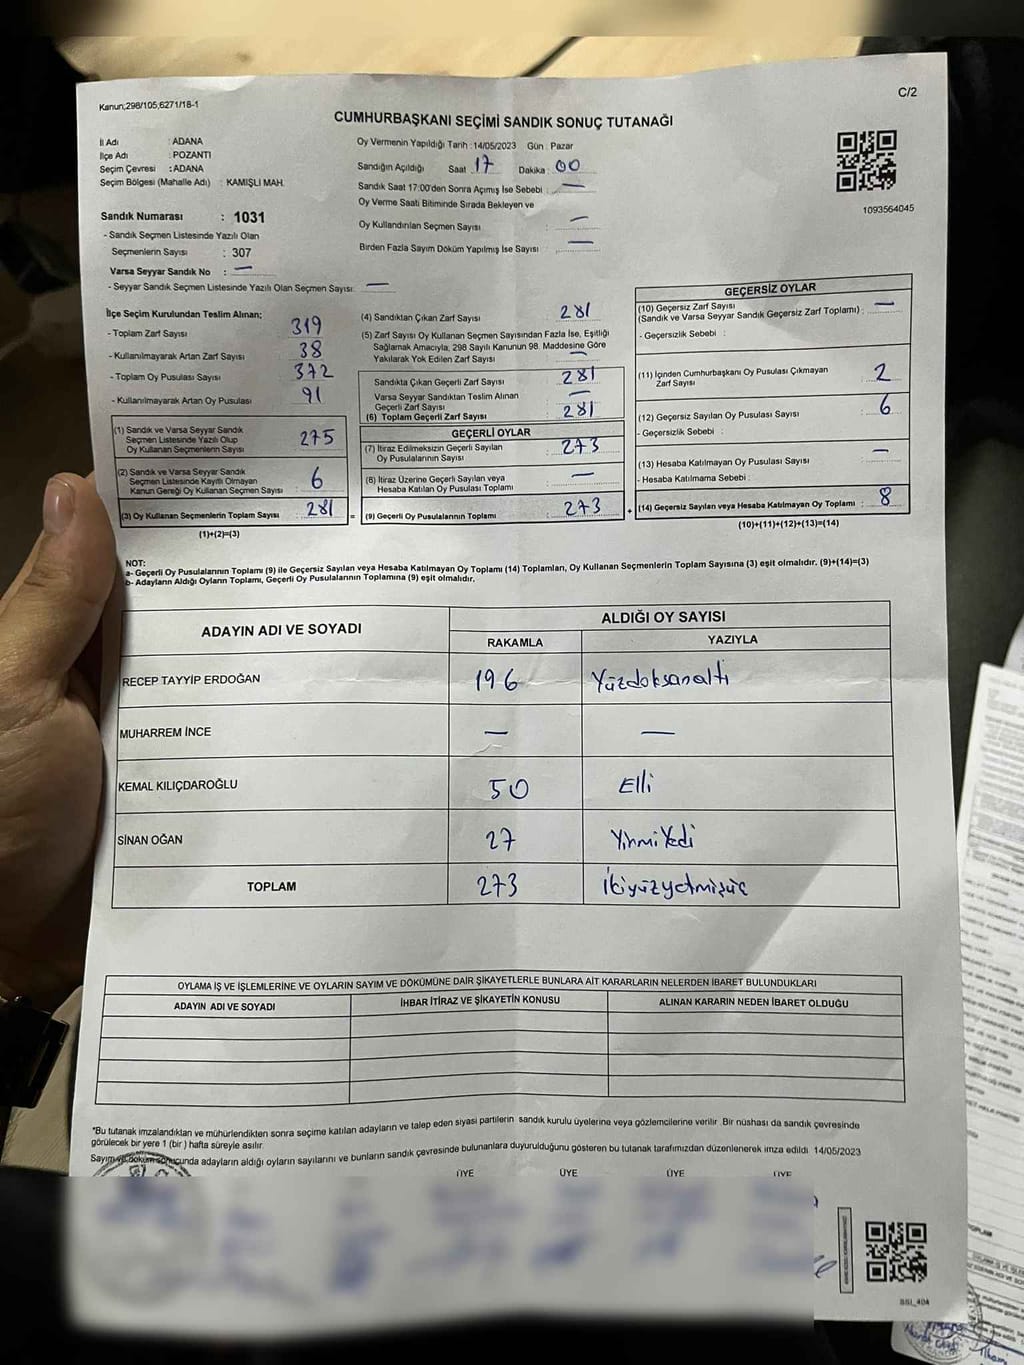 Kanun;298/105;6271/18-1
C/2
CUMHURBAŞKANI SEÇİMİ SANDIK SONUÇ TUTANAĞI
İl Adı : ADANA
İlçe Adı : POZANTI
Seçim Çevresi : ADANA
Seçim Bölgesi (Mahalle Adı) : KAMIŞLI MAH.
Oy Vermenin Yapıldığı Tarih : 14/05/2023 Gün : Pazar
Sandığın Açıldığı Saat 17 Dakika : 00
Sandık Saat 17:00'den Sonra Açımış İse Sebebi : —
Oy Verme Saati Bitiminde Sırada Bekleyen ve
Oy Kullandırılan Seçmen Sayısı : —
Birden Fazla Sayım Döküm Yapılmış İse Sayısı : —
1093564045
Sandık Numarası : 1031
- Sandık Seçmen Listesinde Yazılı Olan
Seçmenlerin Sayısı : 307
Varsa Seyyar Sandık No : —
- Seyyar Sandık Seçmen Listesinde Yazılı Olan Seçmen Sayısı: —
İlçe Seçim Kurulundan Teslim Alınan;
- Toplam Zarf Sayısı 319
- Kullanılmayarak Artan Zarf Sayısı 38
- Toplam Oy Pusulası Sayısı 372
- Kullanılmayarak Artan Oy Pusulası 91
(1) Sandık ve Varsa Seyyar Sandık
Seçmen Listesinde Yazılı Olup
Oy Kullanan Seçmenlerin Sayısı 275
(2) Sandık ve Varsa Seyyar Sandık
Seçmen Listesinde Kayıtlı Olmayan
Kanun Gereği Oy Kullanan Seçmen Sayısı : 6
(3) Oy Kullanan Seçmenlerin Toplam Sayısı : 281 =
(1)+(2)=(3)
(4) Sandıktan Çıkan Zarf Sayısı : 281
(5) Zarf Sayısı Oy Kullanan Seçmen Sayısından Fazla İse, Eşitliği
Sağlamak Amacıyla, 298 Sayılı Kanunun 98. Maddesine Göre
Yakılarak Yok Edilen Zarf Sayısı : —
Sandıkta Çıkan Geçerli Zarf Sayısı : 281
Varsa Seyyar Sandıktan Teslim Alınan
Geçerli Zarf Sayısı : —
(6) Toplam Geçerli Zarf Sayısı : 281
GEÇERLİ OYLAR
(7) İtiraz Edilmeksizin Geçerli Sayılan
Oy Pusulalarının Sayısı : 273
(8) İtiraz Üzerine Geçerli Sayılan veya
Hesaba Katılan Oy Pusulası Toplamı : —
(9) Geçerli Oy Pusulalarının Toplamı : 273 +
GEÇERSİZ OYLAR
(10) Geçersiz Zarf Sayısı
(Sandık ve Varsa Seyyar Sandık Geçersiz Zarf Toplamı) : —
- Geçersizlik Sebebi :
(11) İçinden Cumhurbaşkanı Oy Pusulası Çıkmayan
Zarf Sayısı : 2
(12) Geçersiz Sayılan Oy Pusulası Sayısı : 6
- Geçersizlik Sebebi :
(13) Hesaba Katılmayan Oy Pusulası Sayısı : —
- Hesaba Katılmama Sebebi :
(14) Geçersiz Sayılan veya Hesaba Katılmayan Oy Toplamı : 8
(10)+(11)+(12)+(13)=(14)
NOT:
a- Geçerli Oy Pusulalarının Toplamı (9) ile Geçersiz Sayılan veya Hesaba Katılmayan Oy Toplamı (14) Toplamları, Oy Kullanan Seçmenlerin Toplam Sayısına (3) eşit olmalıdır. (9)+(14)=(3)
b- Adayların Aldığı Oyların Toplamı, Geçerli Oy Pusulalarının Toplamına (9) eşit olmalıdır.
ADAYIN ADI VE SOYADI ALDIĞI OY SAYISI
RAKAMLA YAZIYLA
RECEP TAYYİP ERDOĞAN 196 Yüzdoksanaltı
MUHARREM İNCE — —
KEMAL KILIÇDAROĞLU 50 Elli
SİNAN OĞAN 27 YirmiYedi
TOPLAM 273 İkiyüzyetmişüç
OYLAMA İŞ VE İŞLEMLERİNE VE OYLARIN SAYIM VE DÖKÜMÜNE DAİR ŞİKAYETLERLE BUNLARA AİT KARARLARIN NELERDEN İBARET BULUNDUKLARI
ADAYIN ADI VE SOYADI İHBAR İTİRAZ VE ŞİKAYETİN KONUSU ALINAN KARARIN NEDEN İBARET OLDUĞU
*Bu tutanak imzalandıktan ve mühürlendikten sonra seçime katılan adayların ve talep eden siyasi partilerin sandık kurulu üyelerine veya gözlemcilerine verilir. Bir nüshası da sandık çevresinde
görülecek bir yere 1 (bir) hafta süreyle asılır.
Sayım ve döküm sonucunda adayların aldığı oyların sayılarını ve bunların sandık çevresinde bulunanlara duyurulduğunu gösteren bu tutanak tarafımızdan düzenlenerek imza edildi 14/05/2023
ÜYE ÜYE ÜYE ÜYE
SSI_40A
TOPLAM